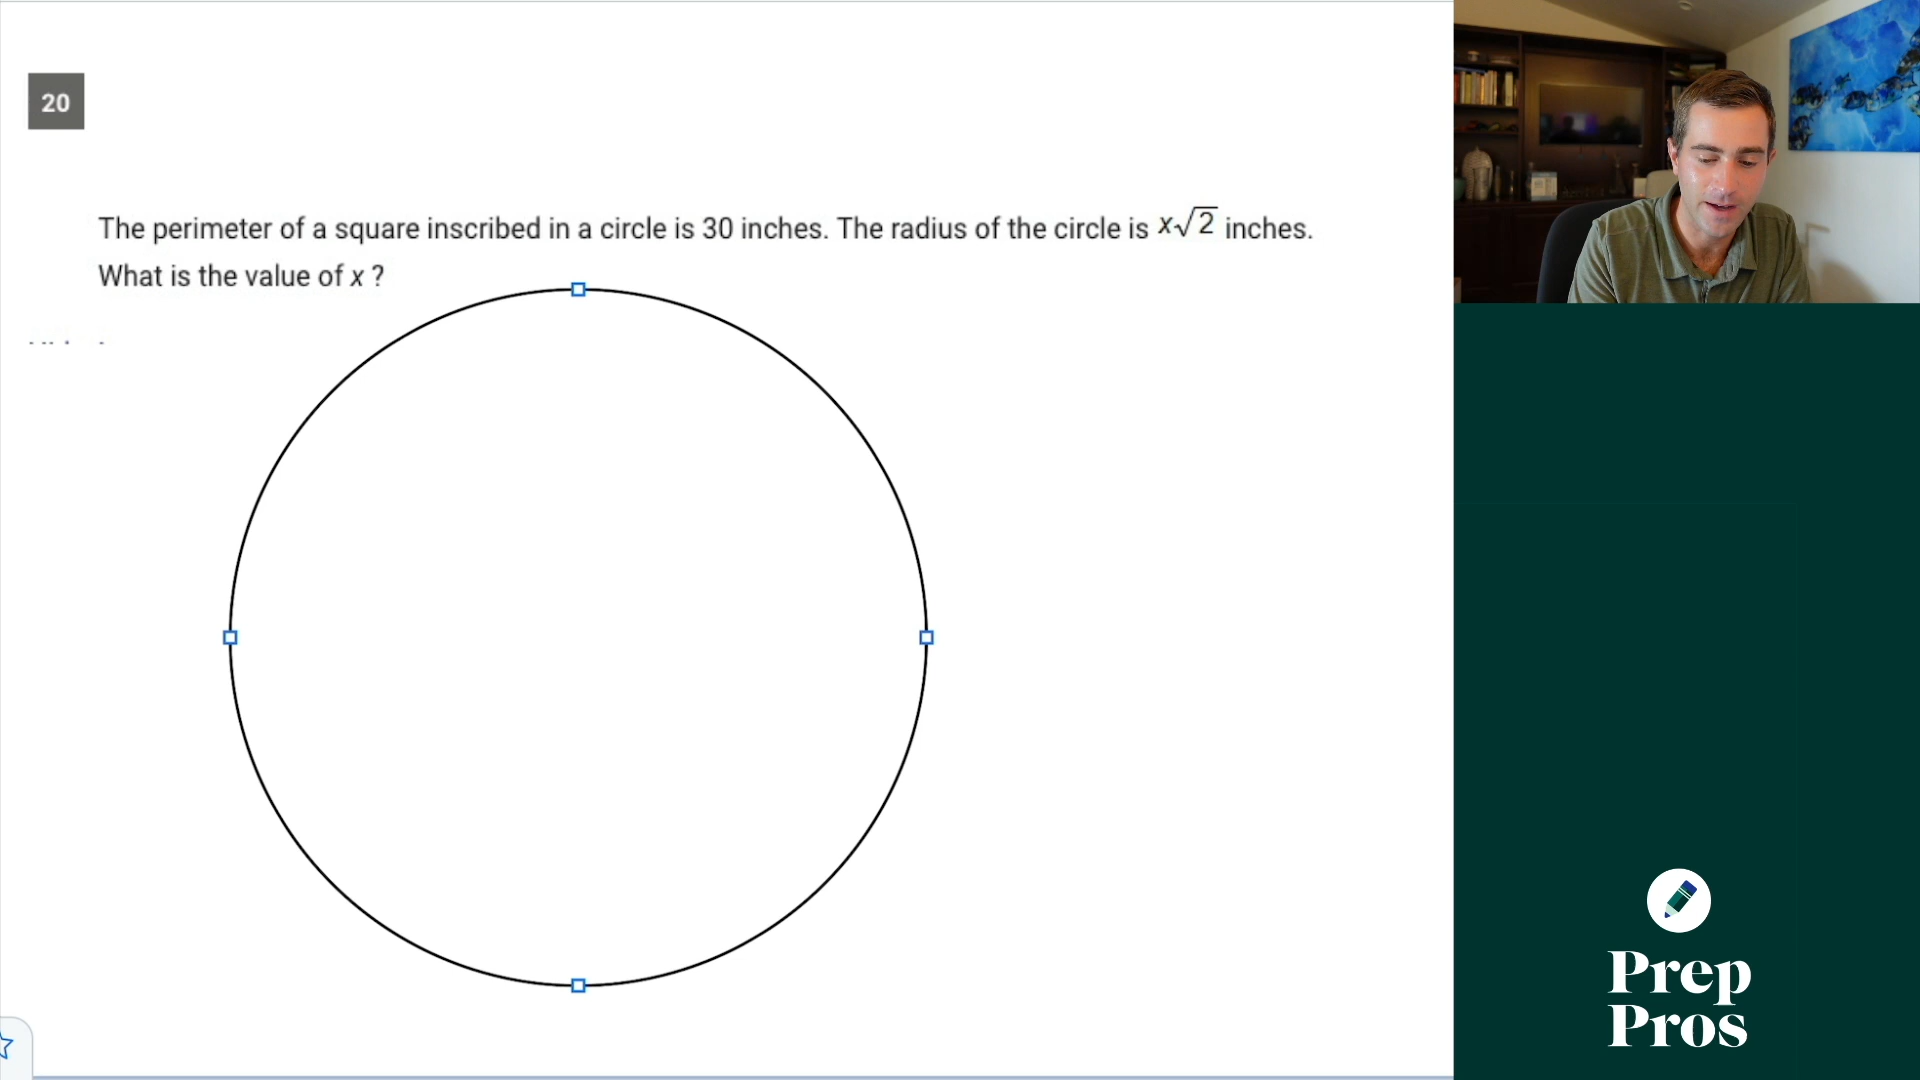 20
The perimeter of a square inscribed in a circle is 30 inches. The radius of the circle is x√2 inches.
What is the value of x ?
Prep
Pros